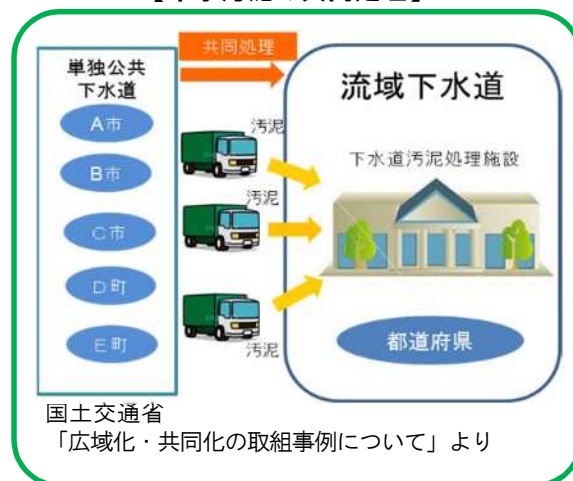 共同処理
単独公共
下水道
A市
B市
C市
D町
E町
汚泥
汚泥
汚泥
流域下水道
下水道汚泥処理施設
都道府県
国土交通省
「広域化・共同化の取組事例について」より